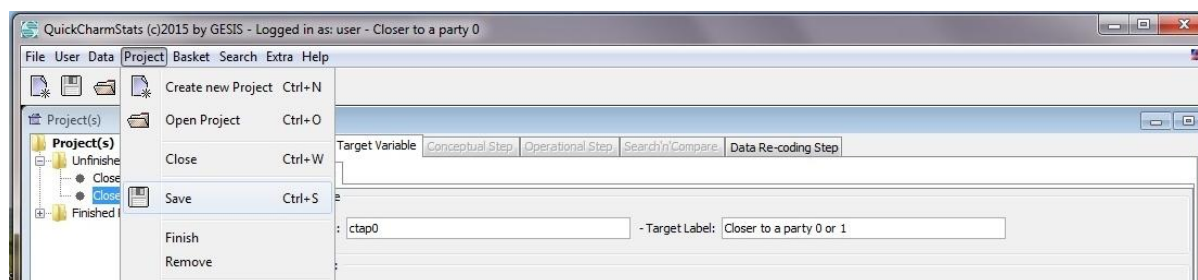 QuickCharmStats (c)2015 by GESIS - Logged in as: user - Closer to a party 0
File User Data Project Basket Search Extra Help
Create new Project Ctrl+N
Project(s) Open Project Ctrl+O
Project(s) Target Variable Conceptual Step Operational Step Search'n'Compare Data Re-coding Step
Unfinishe Close Ctrl+W
Close
Close Save Ctrl+S
Finished
: ctap0 - Target Label: Closer to a party 0 or 1
Finish
Remove